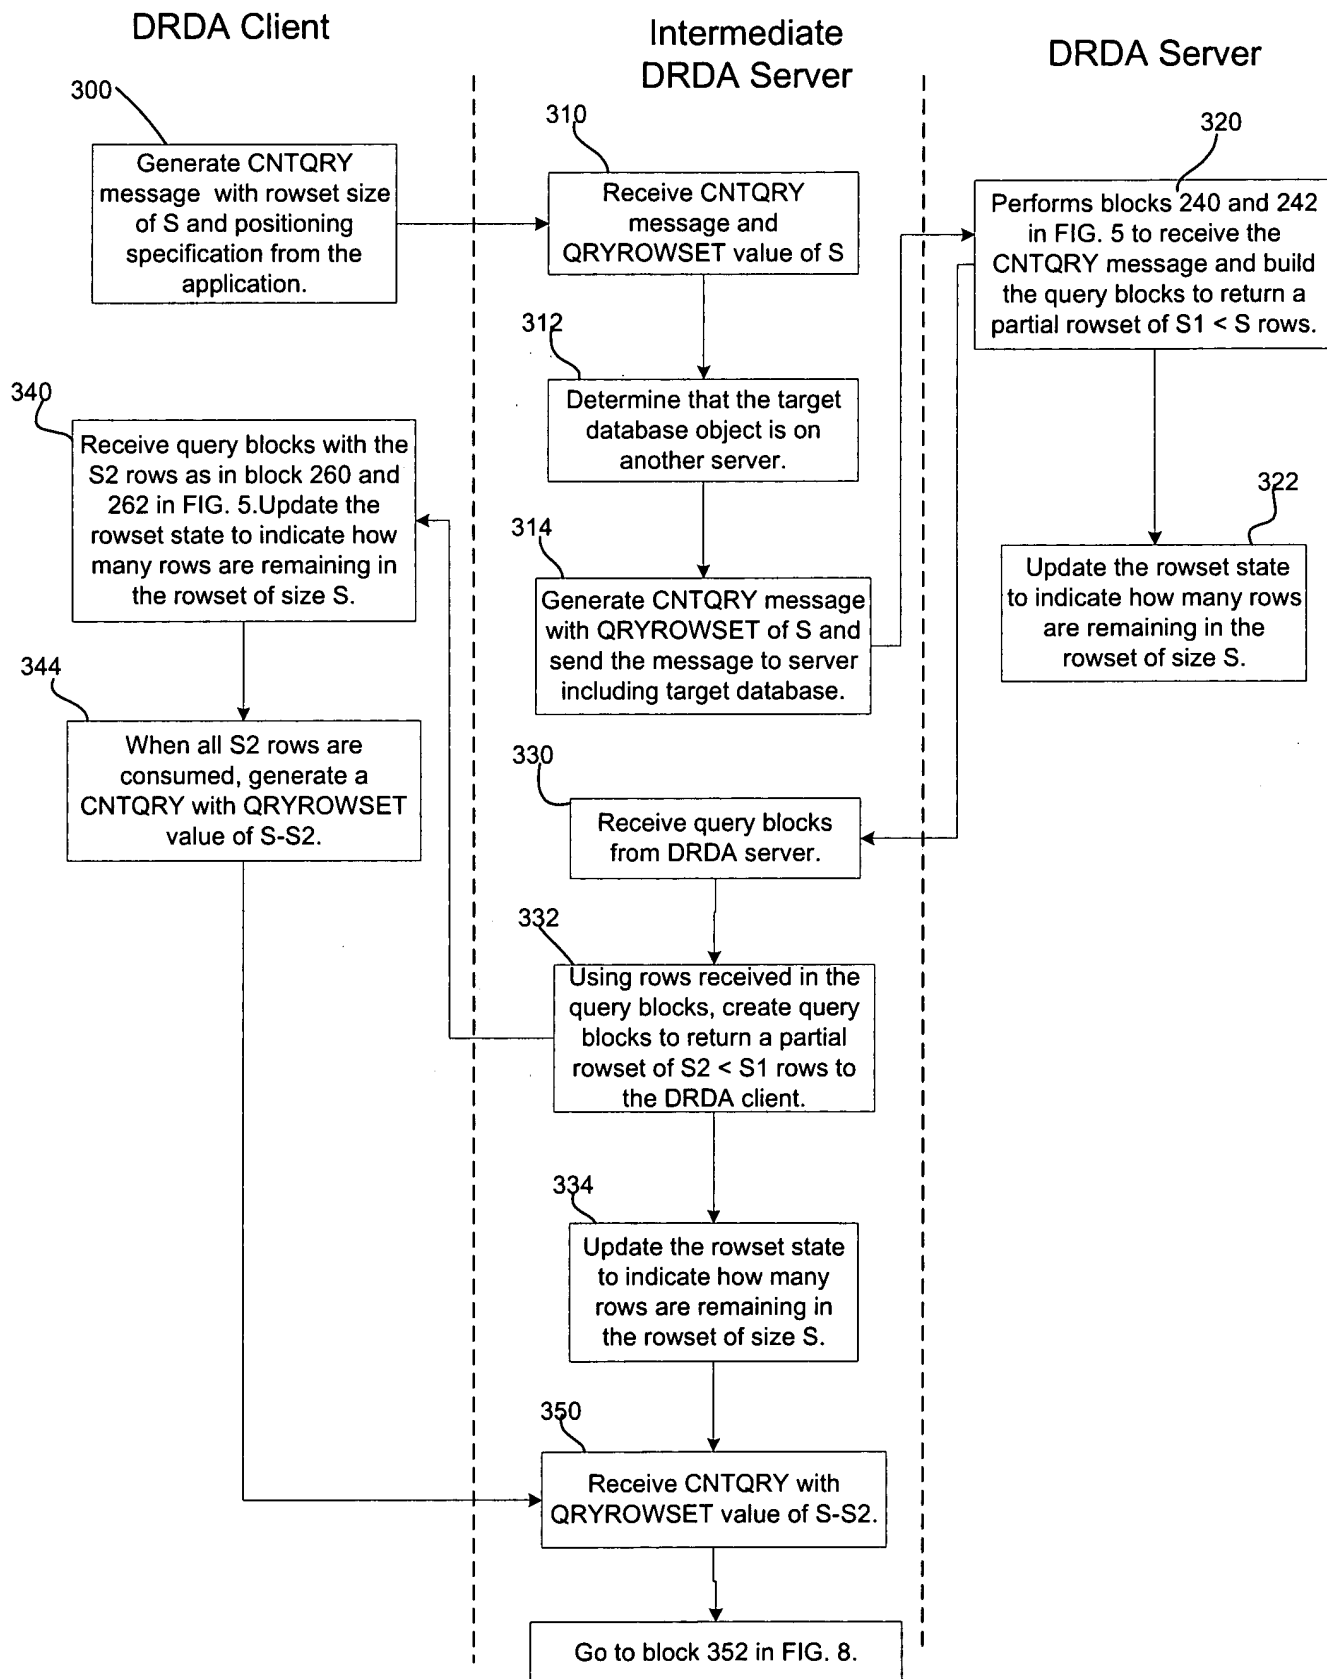 DRDA Client
Intermediate
DRDA Server
DRDA Server
300
Generate CNTQRY
message with rowset size
of S and positioning
specification from the
application.
310
Receive CNTQRY
message and
QRYROWSET value of S
320
Performs blocks 240 and 242
in FIG. 5 to receive the
CNTQRY message and build
the query blocks to return a
partial rowset of S1 < S rows.
312
Determine that the target
database object is on
another server.
340
Receive query blocks with the
S2 rows as in block 260 and
262 in FIG. 5.Update the
rowset state to indicate how
many rows are remaining in
the rowset of size S.
314
Generate CNTQRY message
with QRYROWSET of S and
send the message to server
including target database.
322
Update the rowset state
to indicate how many rows
are remaining in the
rowset of size S.
344
When all S2 rows are
consumed, generate a
CNTQRY with QRYROWSET
value of S-S2.
330
Receive query blocks
from DRDA server.
332
Using rows received in the
query blocks, create query
blocks to return a partial
rowset of S2 < S1 rows to
the DRDA client.
334
Update the rowset state
to indicate how many
rows are remaining in
the rowset of size S.
350
Receive CNTQRY with
QRYROWSET value of S-S2.
Go to block 352 in FIG. 8.